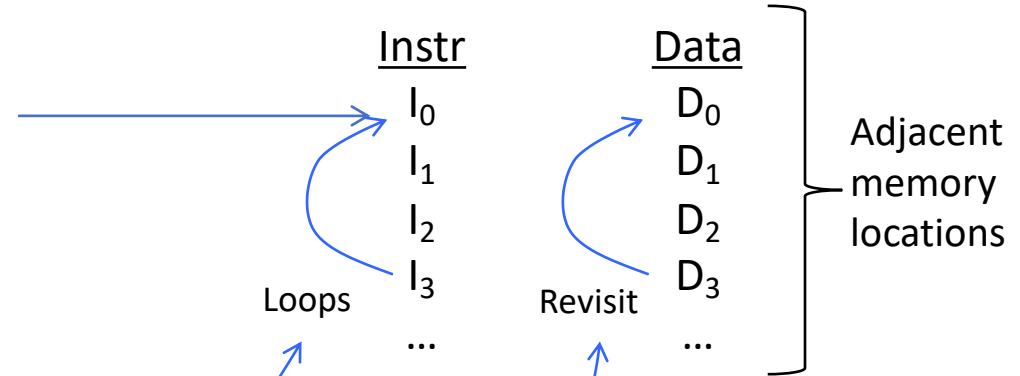 Instr Data
I₀ D₀
I₁ D₁
I₂ D₂
I₃ D₃
Loops Revisit
... ...
Adjacent
memory
locations